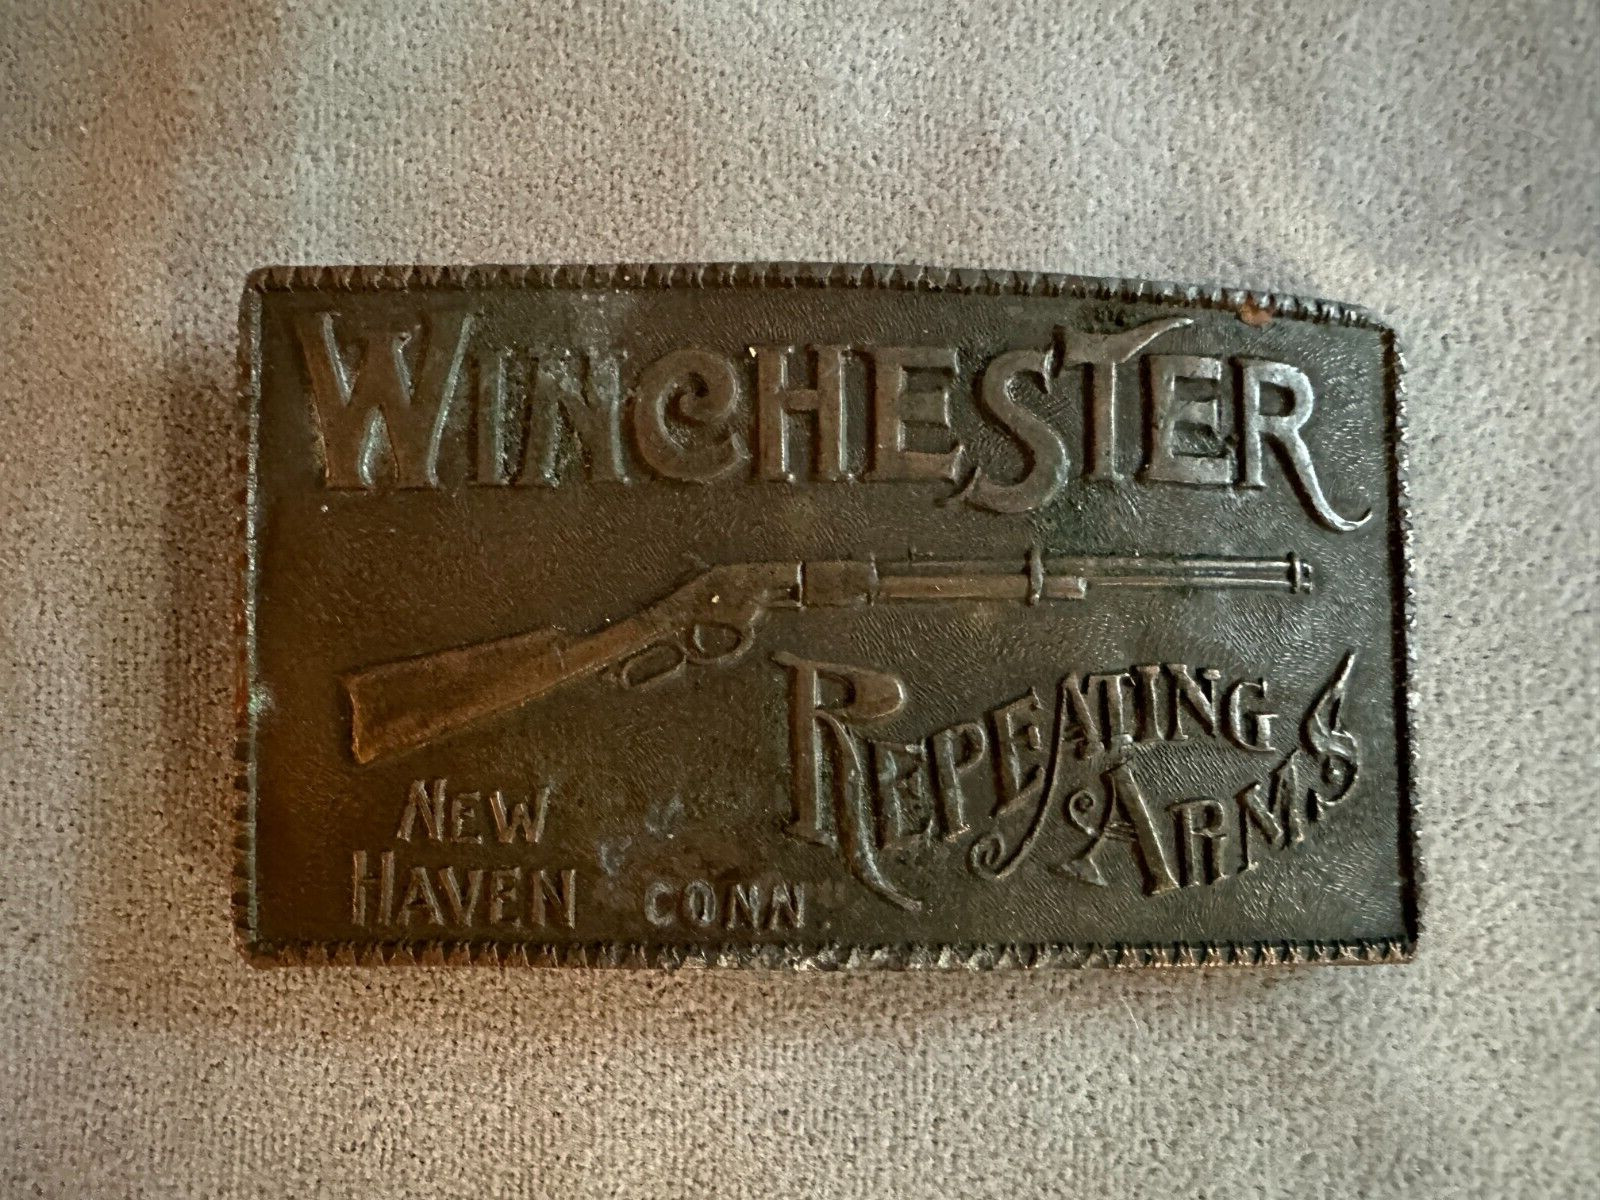 WINCHESTER
REPEATING
ARMS
NEW
HAVEN CONN.